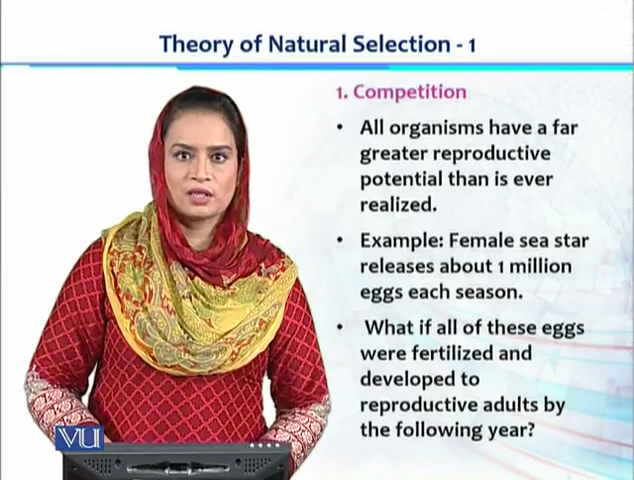 Theory of Natural Selection - 1
1. Competition
• All organisms have a far
greater reproductive
potential than is ever
realized.
• Example: Female sea star
releases about 1 million
eggs each season.
• What if all of these eggs
were fertilized and
developed to
reproductive adults by
the following year?
VU